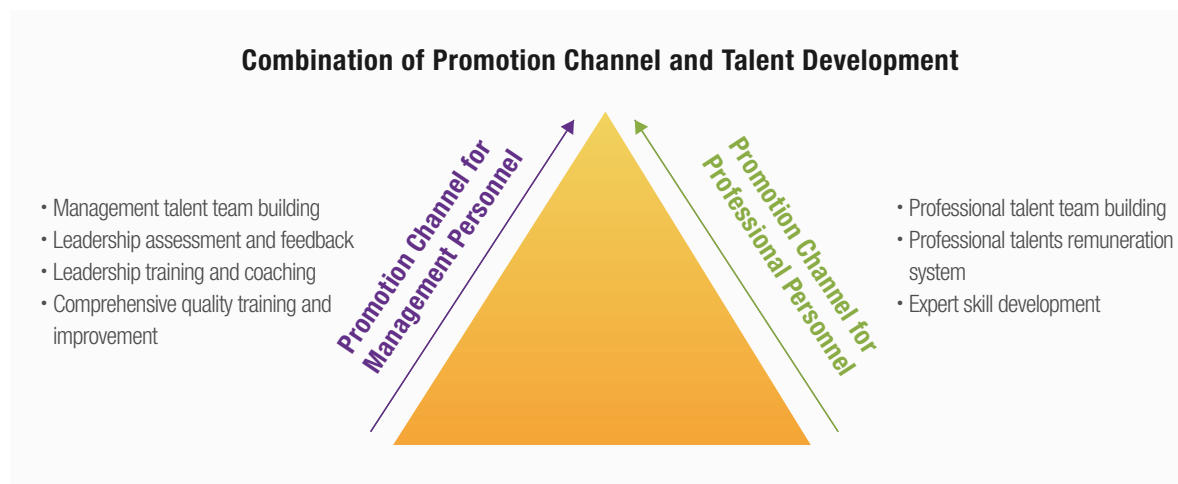 Combination of Promotion Channel and Talent Development
• Management talent team building
• Leadership assessment and feedback
• Leadership training and coaching
• Comprehensive quality training and
improvement
Promotion Channel for
Management Personnel
Promotion Channel for
Professional Personnel
• Professional talent team building
• Professional talents remuneration
system
• Expert skill development